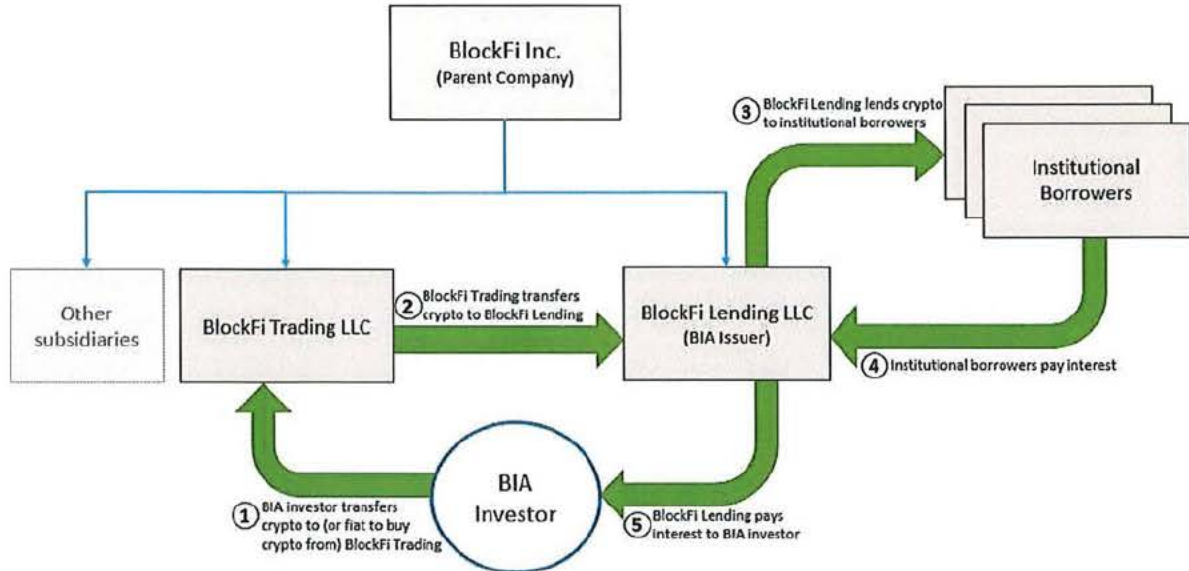 BlockFi Inc.
(Parent Company)
③ BlockFi Lending lends crypto
to institutional borrowers
Institutional
Borrowers
Other
subsidiaries
BlockFi Trading LLC
② BlockFi Trading transfers
crypto to BlockFi Lending
BlockFi Lending LLC
(BIA Issuer)
④ Institutional borrowers pay interest
BIA
Investor
① BIA investor transfers
crypto to (or fiat to buy
crypto from) BlockFi Trading
⑤ BlockFi Lending pays
interest to BIA investor